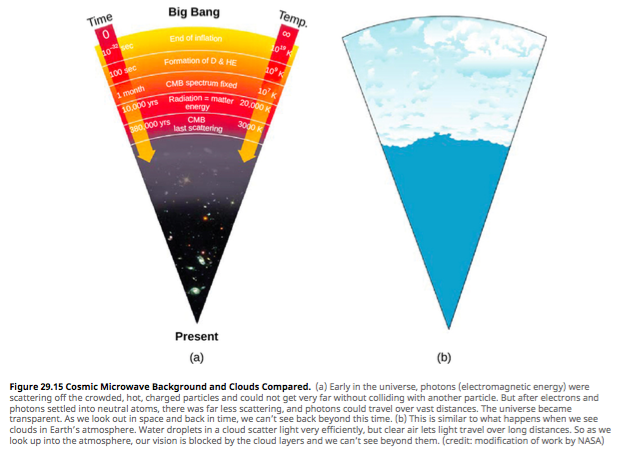 Big Bang
Time
Temp.
0
∞
End of inflation
10⁻³² sec
10¹⁹ K
Formation of D & HE
100 sec
10⁹ K
CMB spectrum fixed
1 month
10⁷ K
Radiation = matter
energy
10,000 yrs
20,000 K
CMB
last scattering
380,000 yrs
3000 K
Present
(a)
(b)
Figure 29.15 Cosmic Microwave Background and Clouds Compared. (a) Early in the universe, photons (electromagnetic energy) were
scattering off the crowded, hot, charged particles and could not get very far without colliding with another particle. But after electrons and
photons settled into neutral atoms, there was far less scattering, and photons could travel over vast distances. The universe became
transparent. As we look out in space and back in time, we can't see back beyond this time. (b) This is similar to what happens when we see
clouds in Earth's atmosphere. Water droplets in a cloud scatter light very efficiently, but clear air lets light travel over long distances. So as we
look up into the atmosphere, our vision is blocked by the cloud layers and we can't see beyond them. (credit: modification of work by NASA)